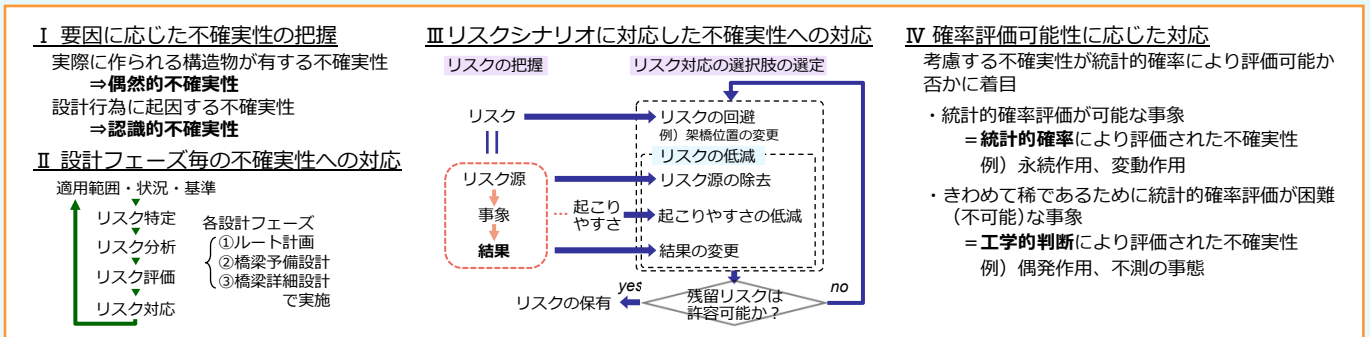 Ⅰ 要因に応じた不確実性の把握
実際に作られる構造物が有する不確実性
⇒偶然的不確実性
設計行為に起因する不確実性
⇒認識的不確実性
Ⅱ 設計フェーズ毎の不確実性への対応
適用範囲・状況・基準
リスク特定
リスク分析
リスク評価
リスク対応
各設計フェーズ
①ルート計画
②橋梁予備設計
③橋梁詳細設計
で実施
Ⅲリスクシナリオに対応した不確実性への対応
リスクの把握
リスク対応の選択肢の選定
リスク
リスクの回避
例）架橋位置の変更
リスクの低減
リスク源
リスク源の除去
事象
起こり
やすさ
起こりやすさの低減
結果
結果の変更
yes
no
リスクの保有
残留リスクは
許容可能か？
Ⅳ 確率評価可能性に応じた対応
考慮する不確実性が統計的確率により評価可能か
否かに着目
・統計的確率評価が可能な事象
＝統計的確率により評価された不確実性
例）永続作用、変動作用
・きわめて稀であるために統計的確率評価が困難
(不可能)な事象
＝工学的判断により評価された不確実性
例）偶発作用、不測の事態